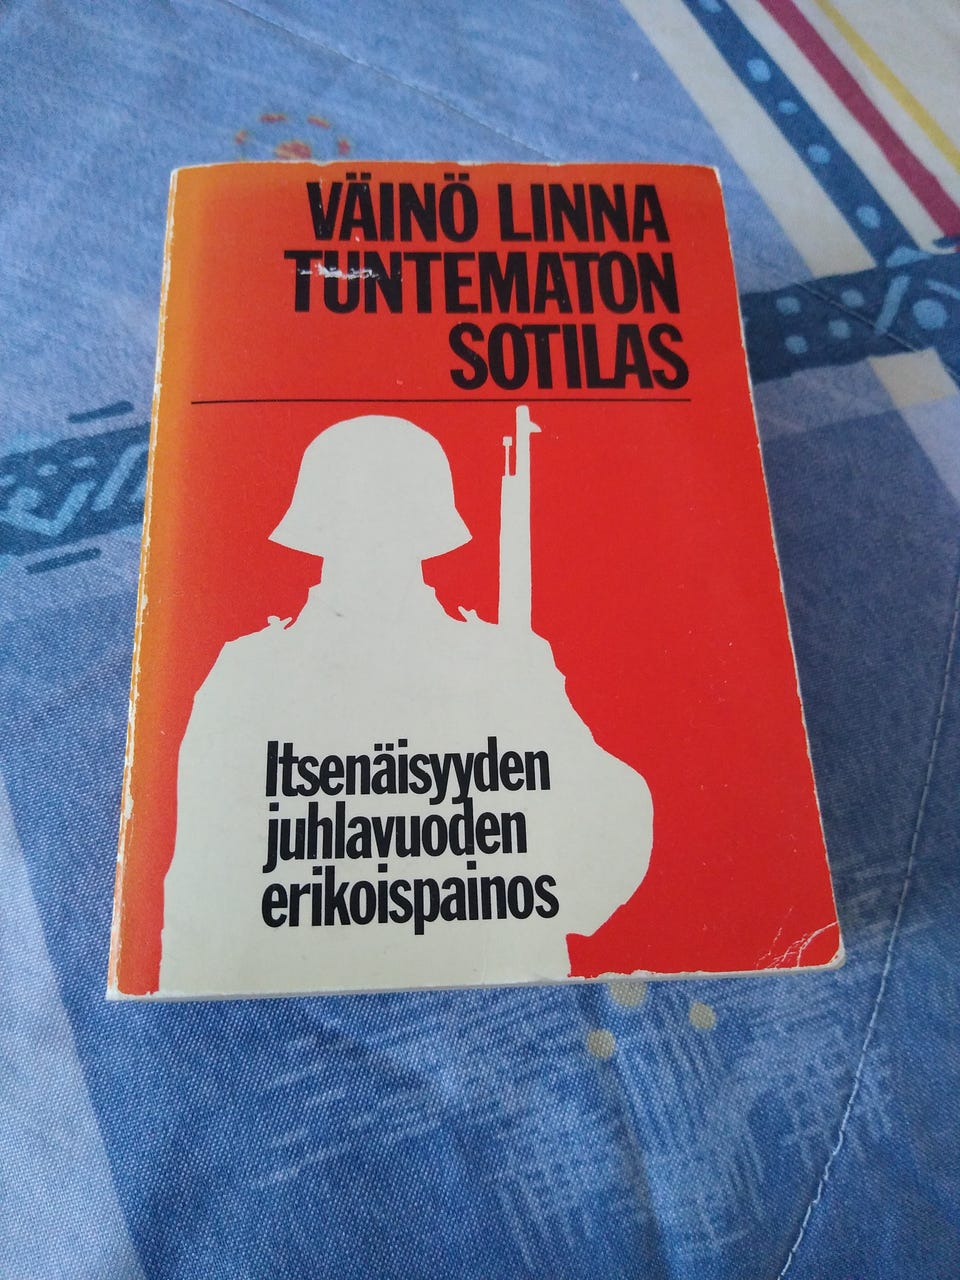 VÄINÖ LINNA
TUNTEMATON
SOTILAS
Itsenäisyyden
juhlavuoden
erikoispainos